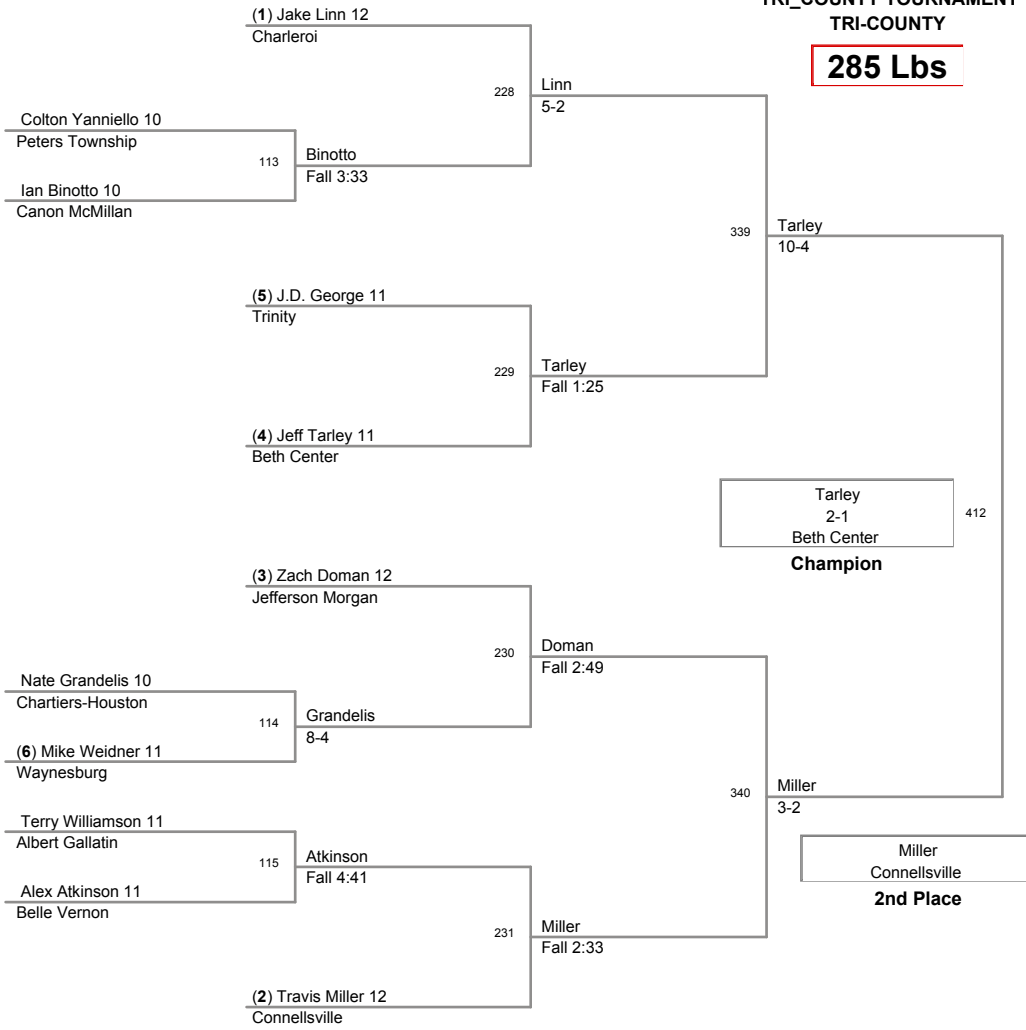 TRI_COUNTY TOURNAMENT
TRI-COUNTY
285 Lbs
(1) Jake Linn 12
Charleroi
228
Linn
5-2
Colton Yanniello 10
Peters Township
113
Binotto
Fall 3:33
Ian Binotto 10
Canon McMillan
339
Tarley
10-4
(5) J.D. George 11
Trinity
229
Tarley
Fall 1:25
(4) Jeff Tarley 11
Beth Center
Tarley
2-1
Beth Center
412
Champion
(3) Zach Doman 12
Jefferson Morgan
230
Doman
Fall 2:49
Nate Grandelis 10
Chartiers-Houston
114
Grandelis
8-4
(6) Mike Weidner 11
Waynesburg
340
Miller
3-2
Terry Williamson 11
Albert Gallatin
115
Atkinson
Fall 4:41
Alex Atkinson 11
Belle Vernon
Miller
Connellsville
2nd Place
231
Miller
Fall 2:33
(2) Travis Miller 12
Connellsville